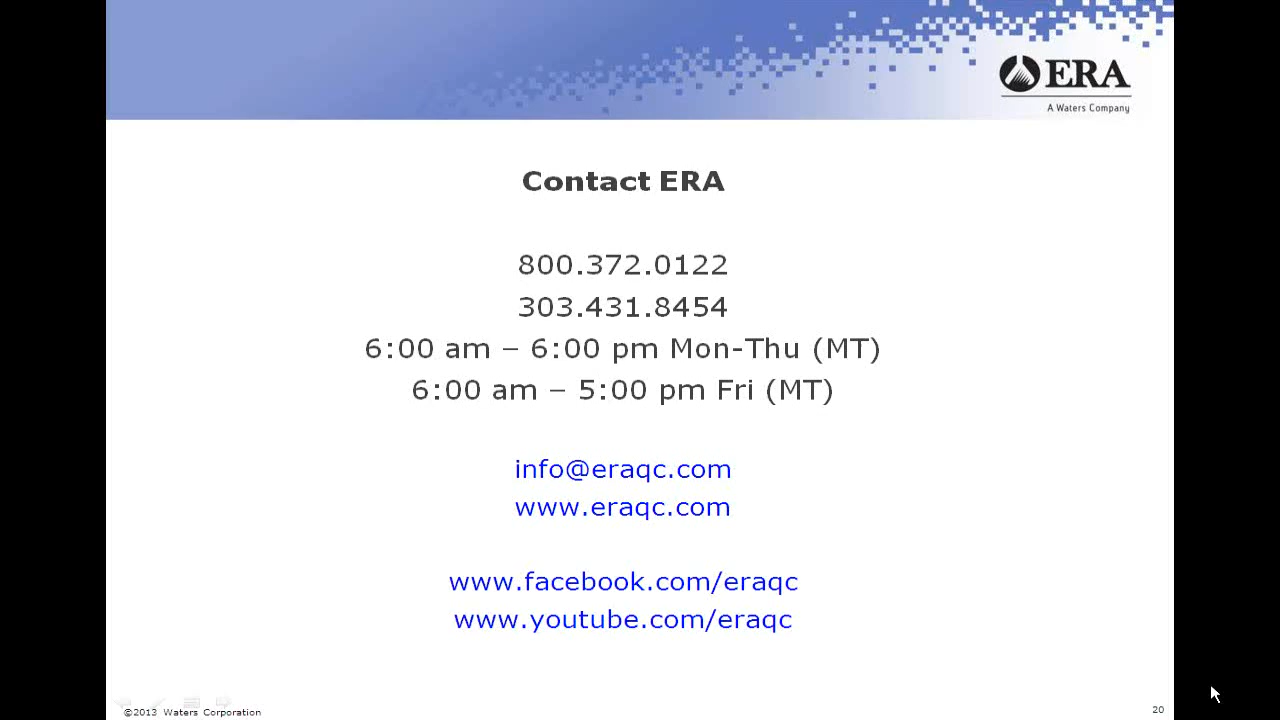 ERA
A Waters Company
Contact ERA
800.372.0122
303.431.8454
6:00 am – 6:00 pm Mon-Thu (MT)
6:00 am – 5:00 pm Fri (MT)
info@eraqc.com
www.eraqc.com
www.facebook.com/eraqc
www.youtube.com/eraqc
©2013 Waters Corporation
20